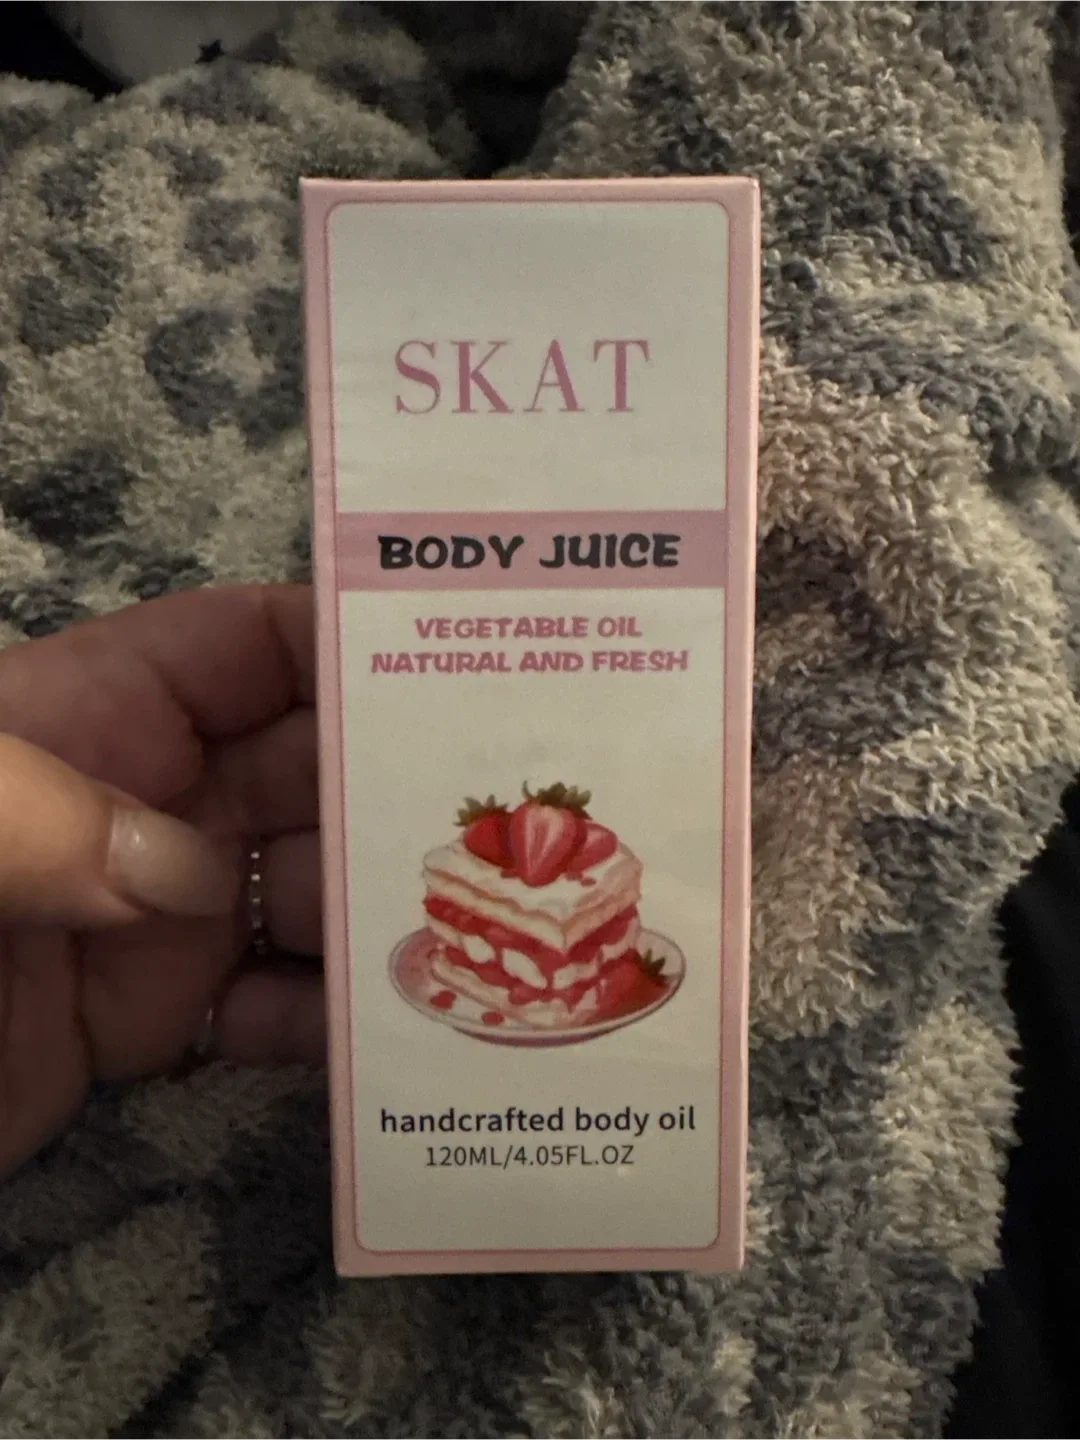 SKAT
BODY JUICE
VEGETABLE OIL
NATURAL AND FRESH
handcrafted body oil
120ML/4.05FL.OZ